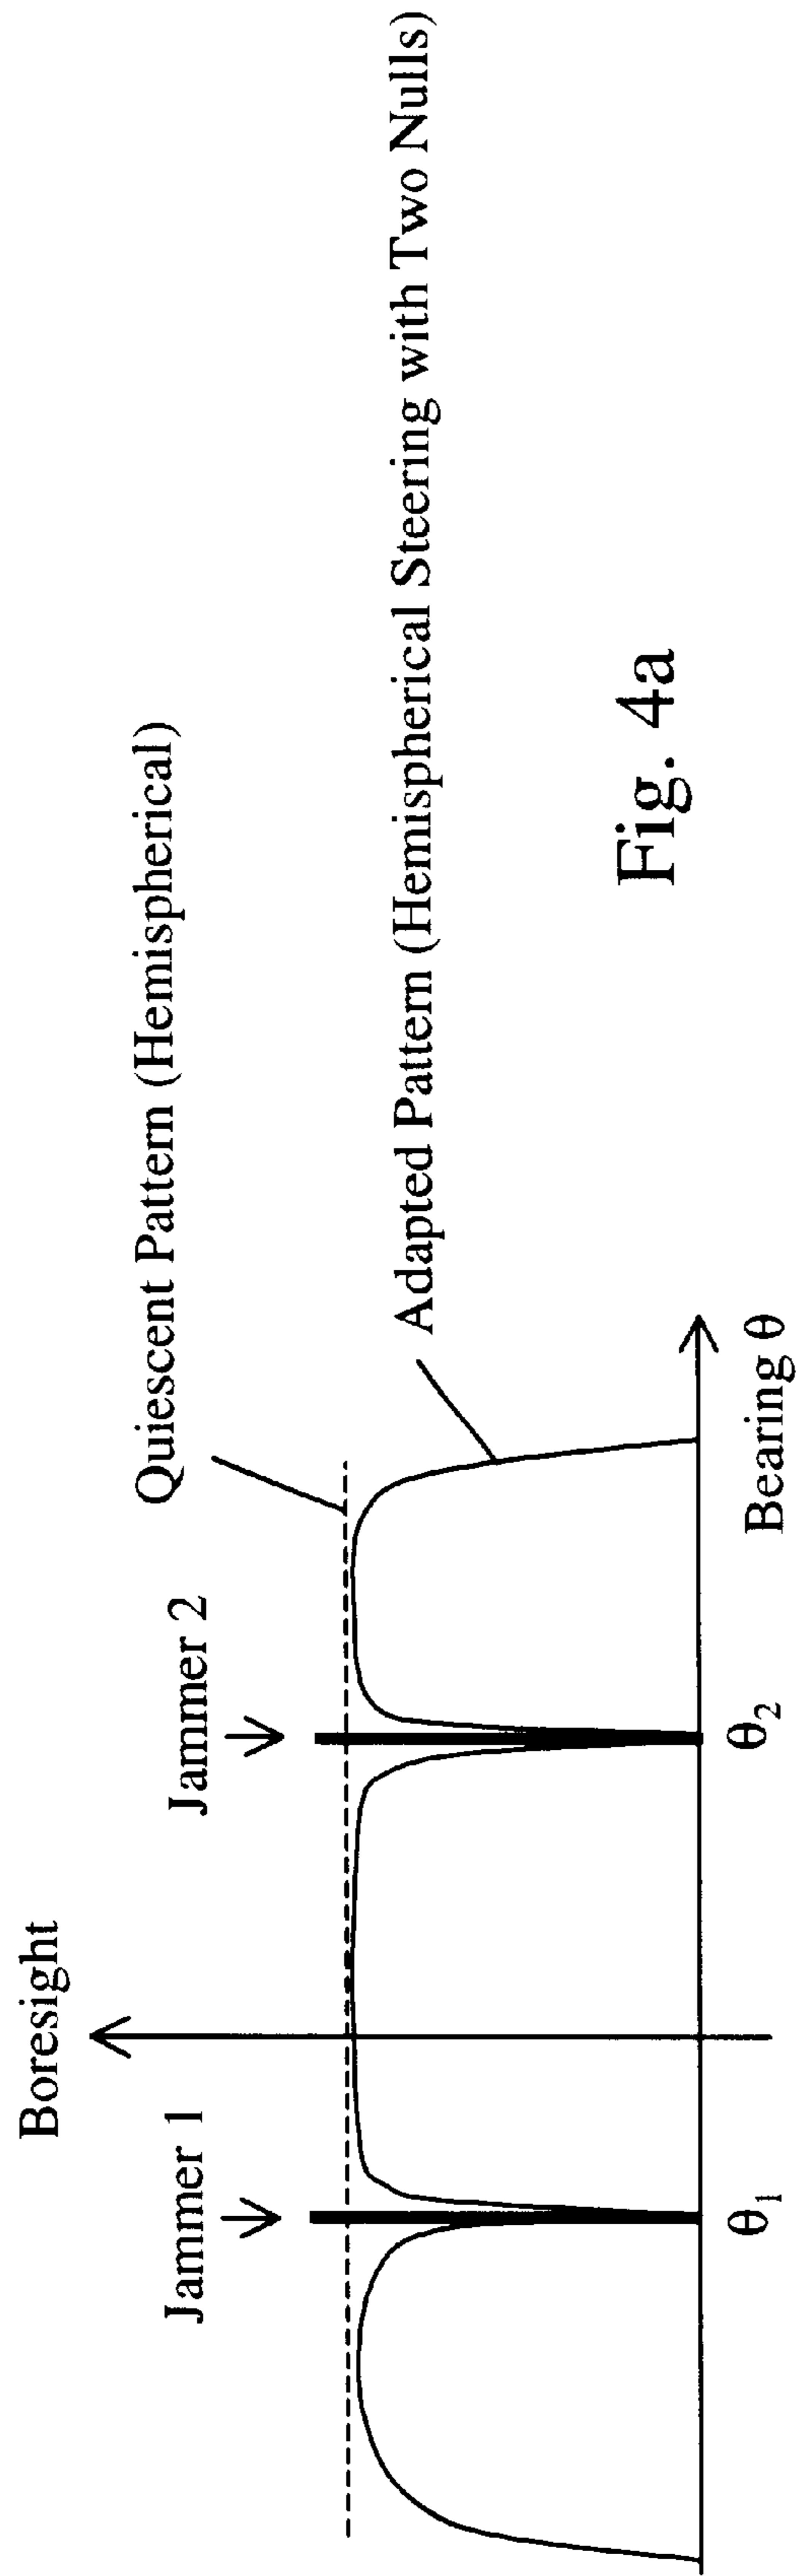 Boresight
Jammer 1
Jammer 2
Quiescent Pattern (Hemispherical)
Adapted Pattern (Hemispherical Steering with Two Nulls)
θ1
θ2
Bearing θ
Fig. 4a